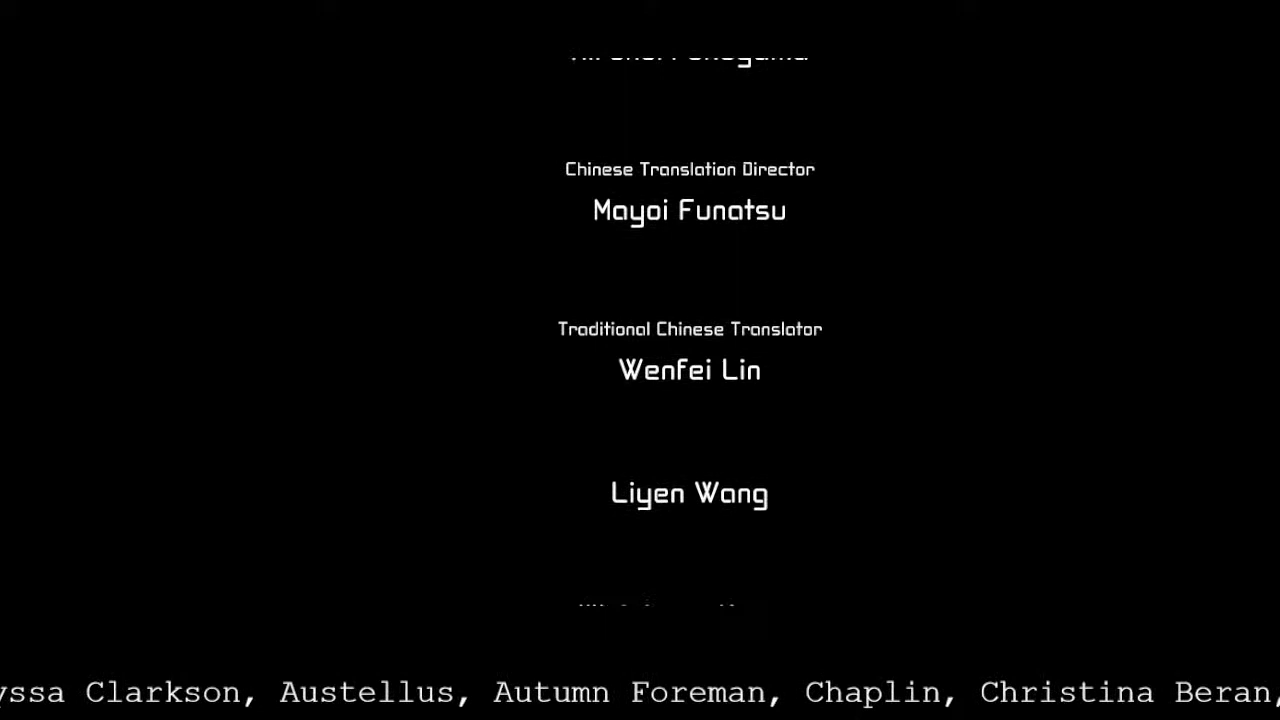 Chinese Translation Director
Mayoi Funatsu
Traditional Chinese Translator
Wenfei Lin
Liyen Wang
Clarkson, Austellus, Autumn Foreman, Chaplin, Christina Beran,